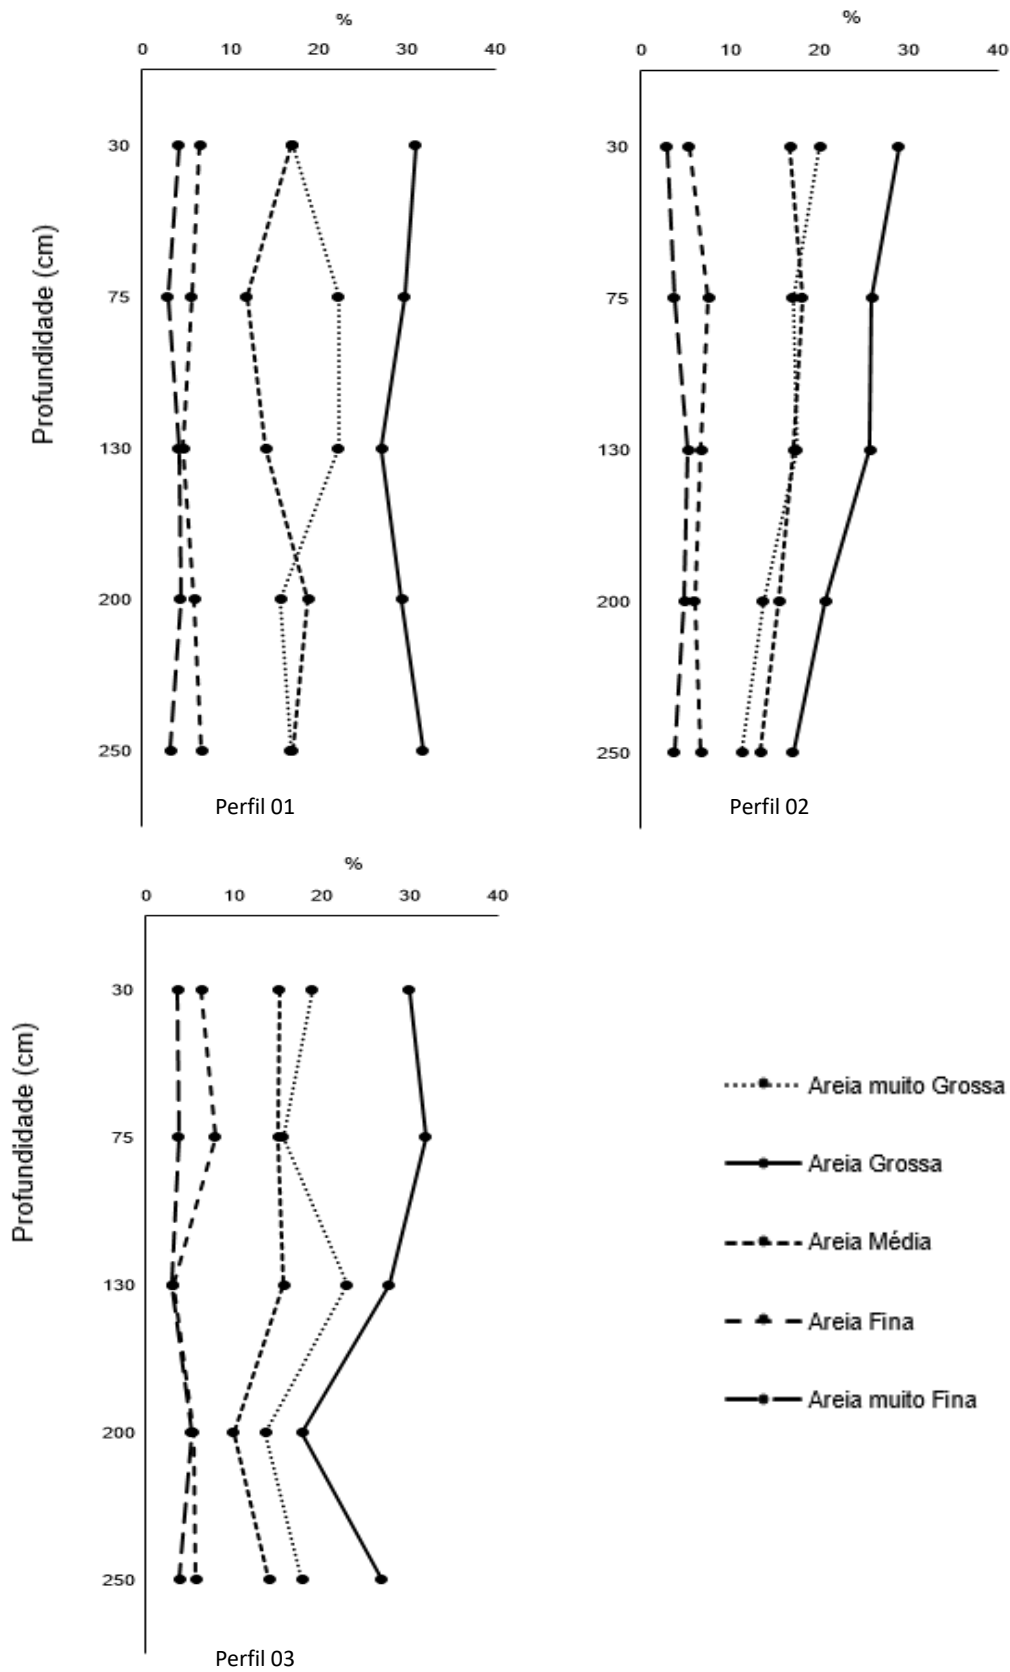 %
0 10 20 30 40
Profundidade (cm)
30
75
130
200
250
Perfil 01
%
0 10 20 30 40
30
75
130
200
250
Perfil 02
%
0 10 20 30 40
Profundidade (cm)
30
75
130
200
250
Perfil 03
Areia muito Grossa
Areia Grossa
Areia Média
Areia Fina
Areia muito Fina